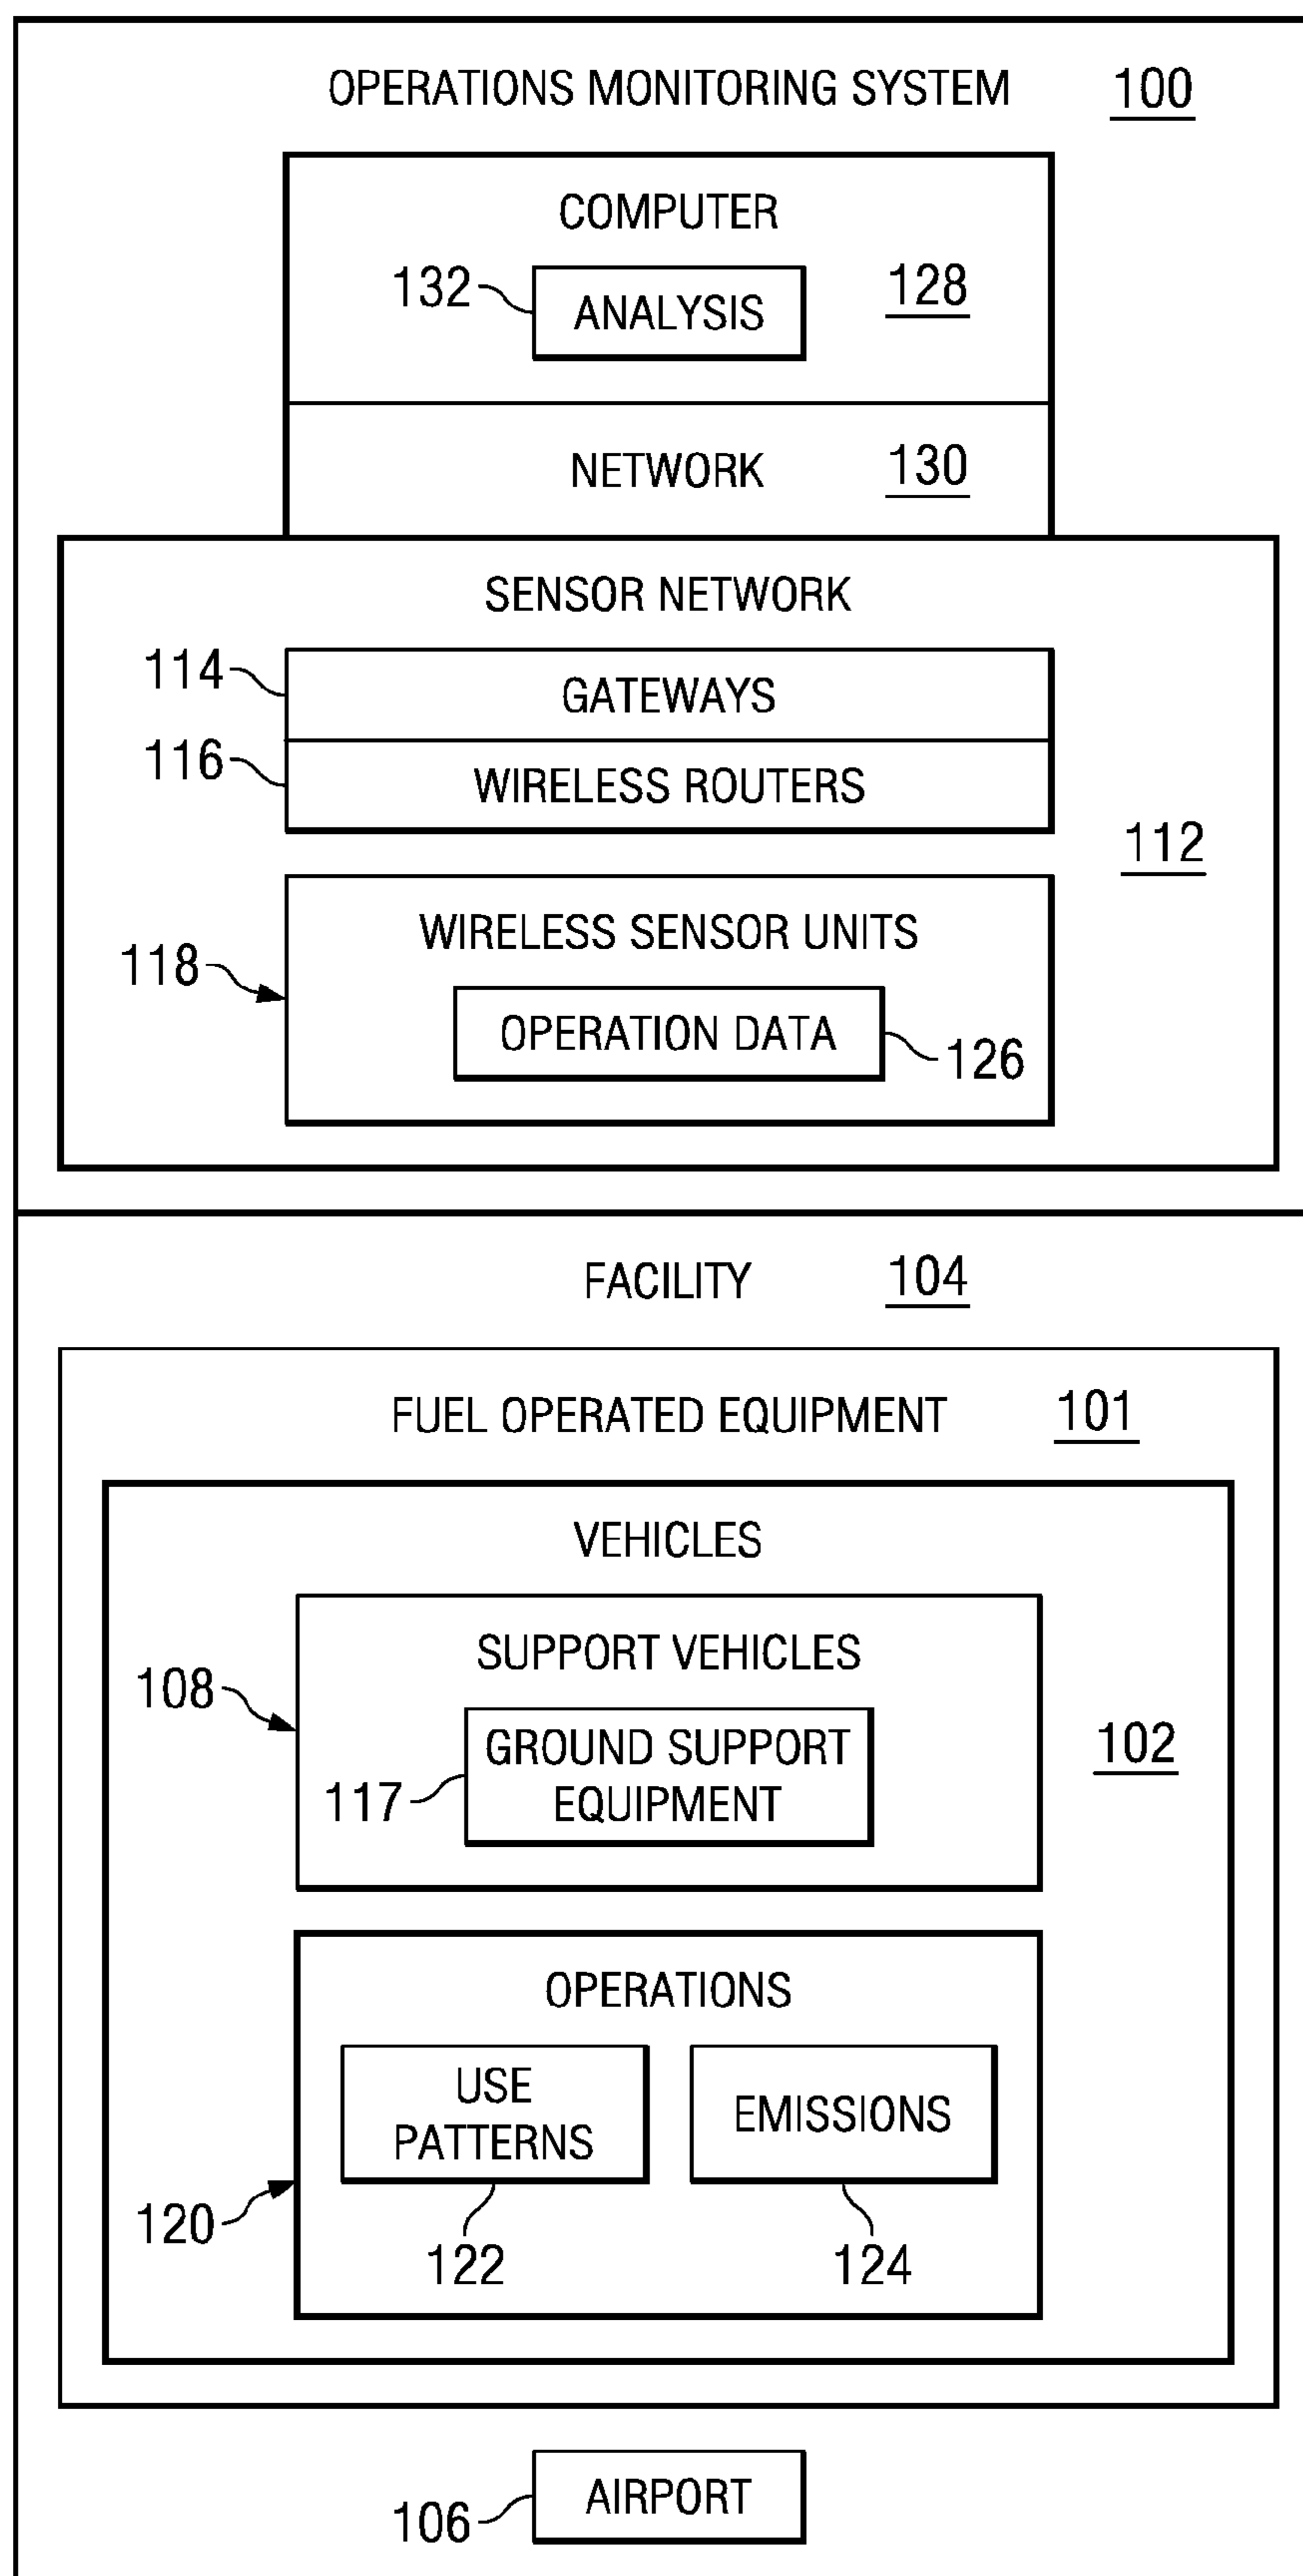 OPERATIONS MONITORING SYSTEM 100
COMPUTER
132 ANALYSIS 128
NETWORK 130
SENSOR NETWORK
114 GATEWAYS
116 WIRELESS ROUTERS
112
WIRELESS SENSOR UNITS
118
OPERATION DATA 126
FACILITY 104
FUEL OPERATED EQUIPMENT 101
VEHICLES
SUPPORT VEHICLES
108
GROUND SUPPORT 102
117 EQUIPMENT
OPERATIONS
USE
PATTERNS
EMISSIONS
120
122 124
106 AIRPORT